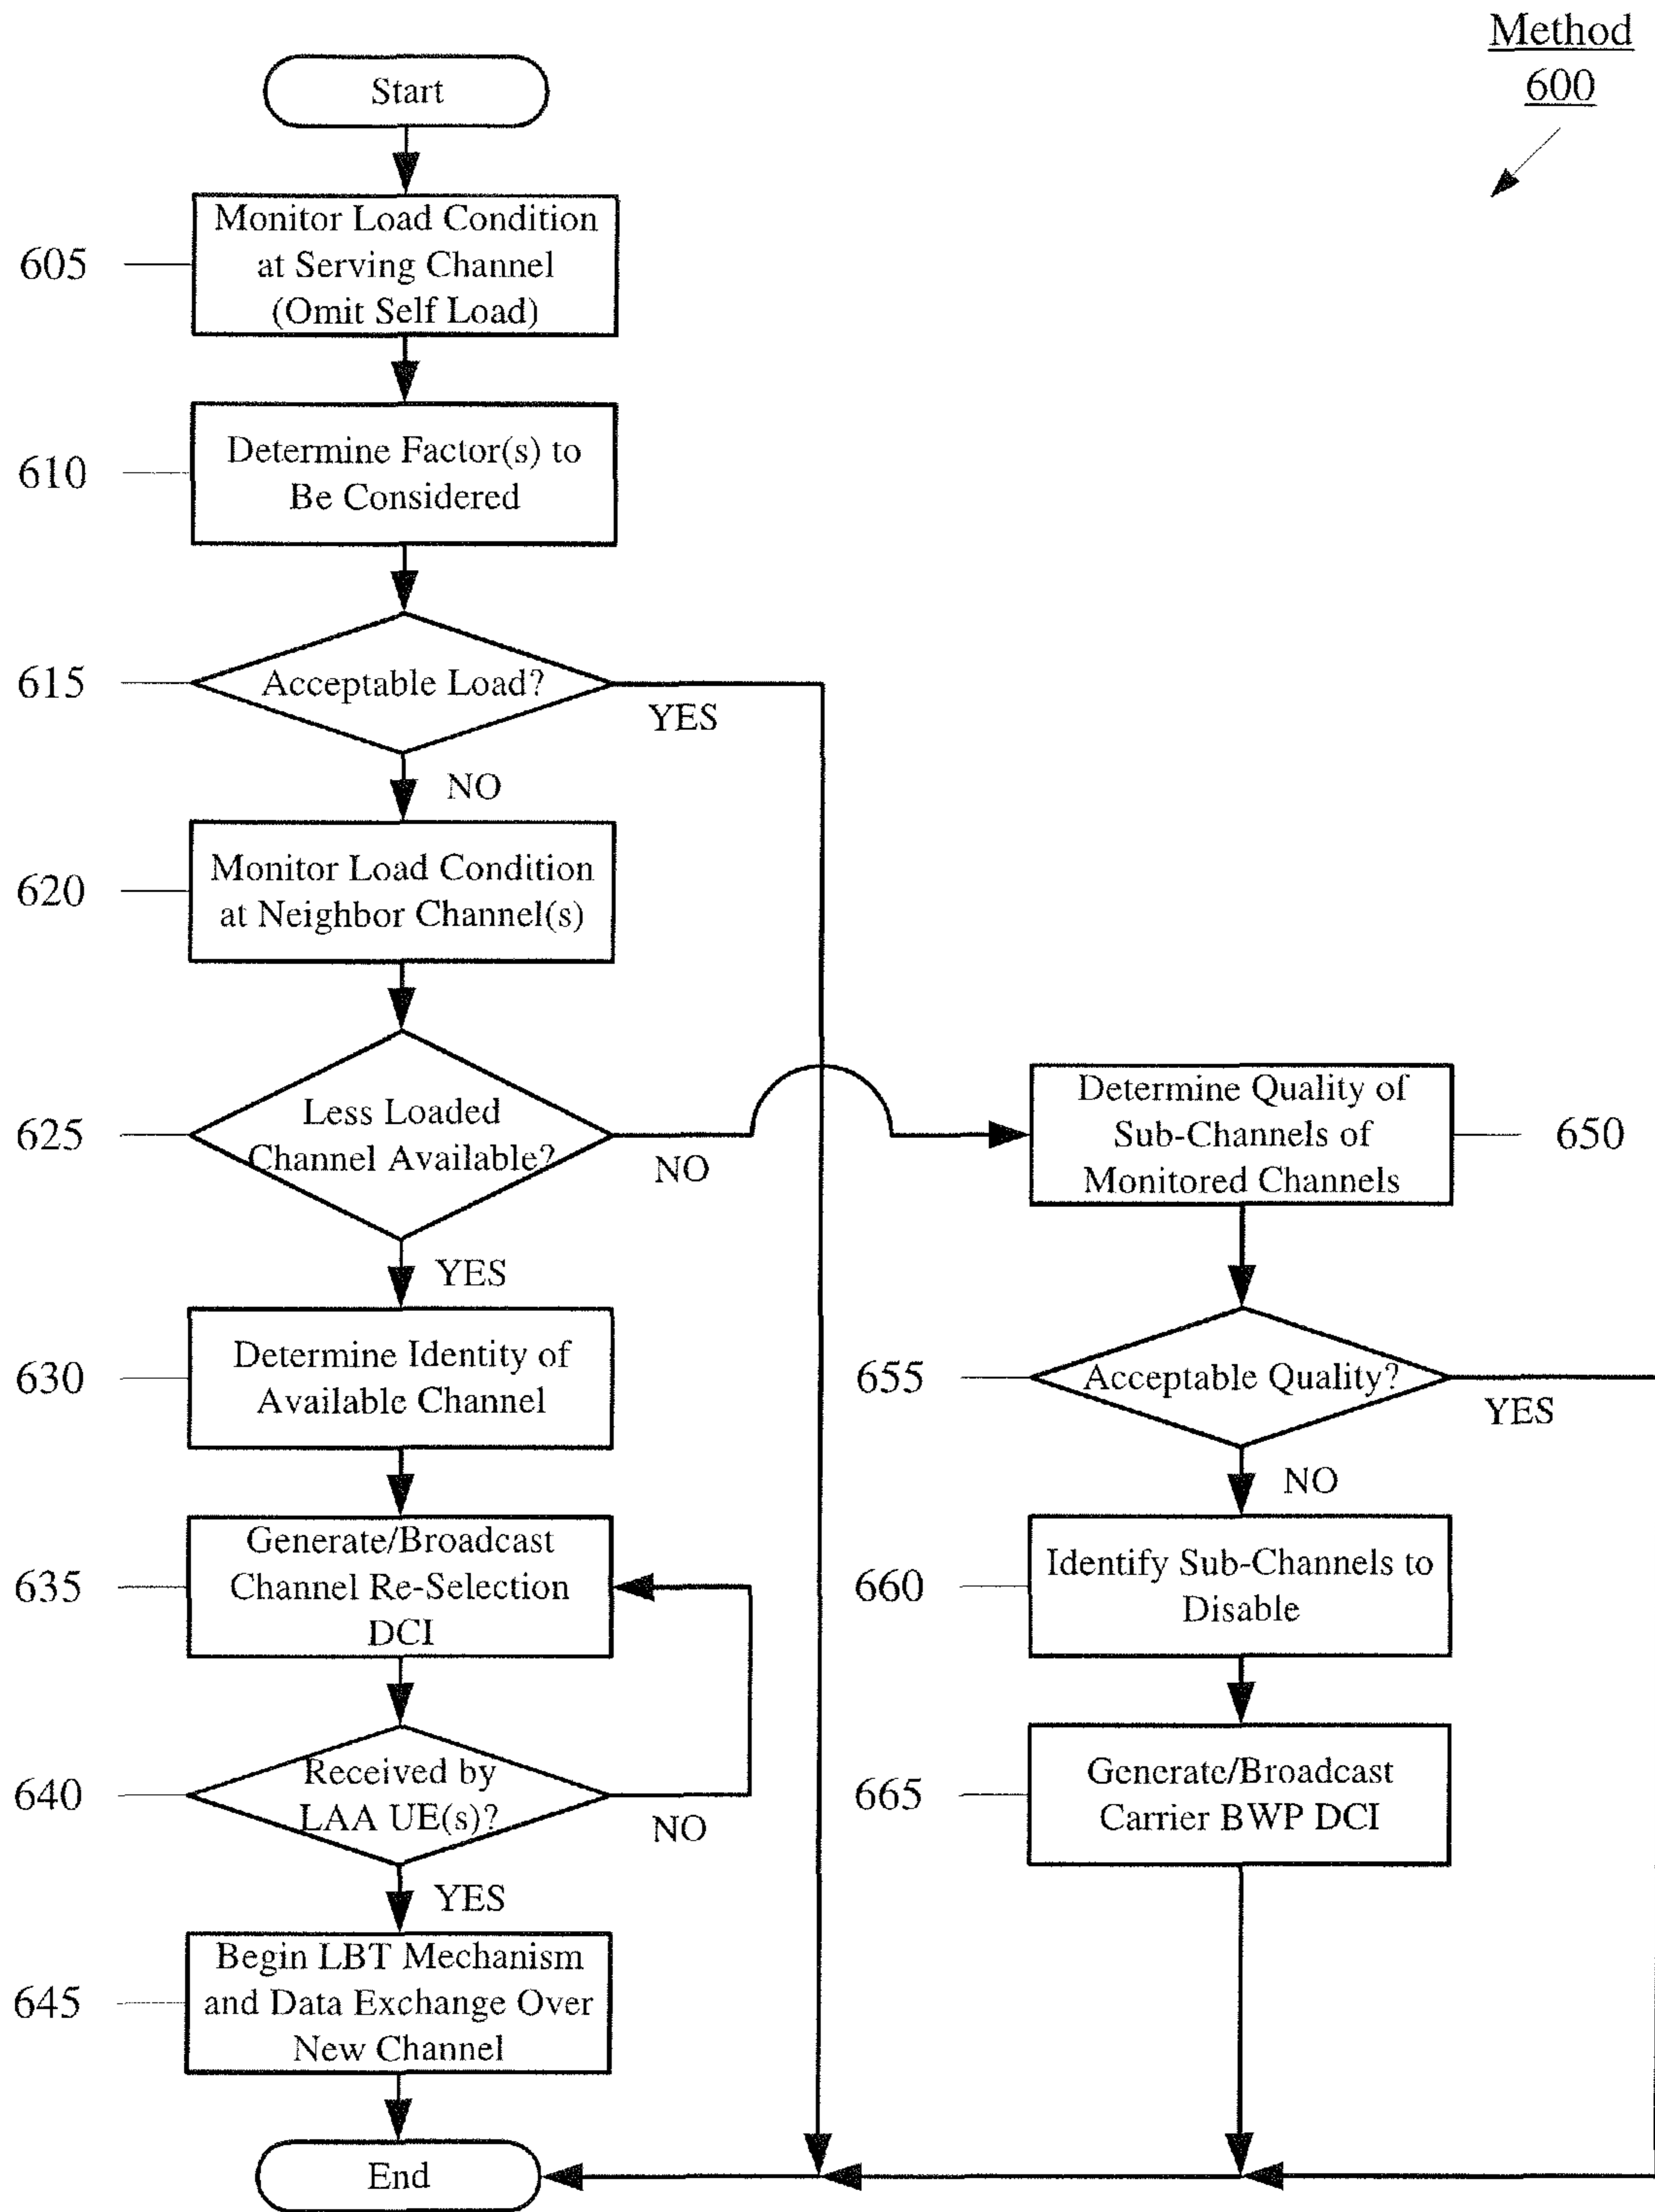 Method
600
Start
605
Monitor Load Condition
at Serving Channel
(Omit Self Load)
610
Determine Factor(s) to
Be Considered
615
Acceptable Load?
YES
NO
620
Monitor Load Condition
at Neighbor Channel(s)
625
Less Loaded
Channel Available?
NO
YES
630
Determine Identity of
Available Channel
635
Generate/Broadcast
Channel Re-Selection
DCI
640
Received by
LAA UE(s)?
NO
YES
645
Begin LBT Mechanism
and Data Exchange Over
New Channel
End
Determine Quality of
Sub-Channels of
Monitored Channels
650
655
Acceptable Quality?
YES
NO
660
Identify Sub-Channels to
Disable
665
Generate/Broadcast
Carrier BWP DCI